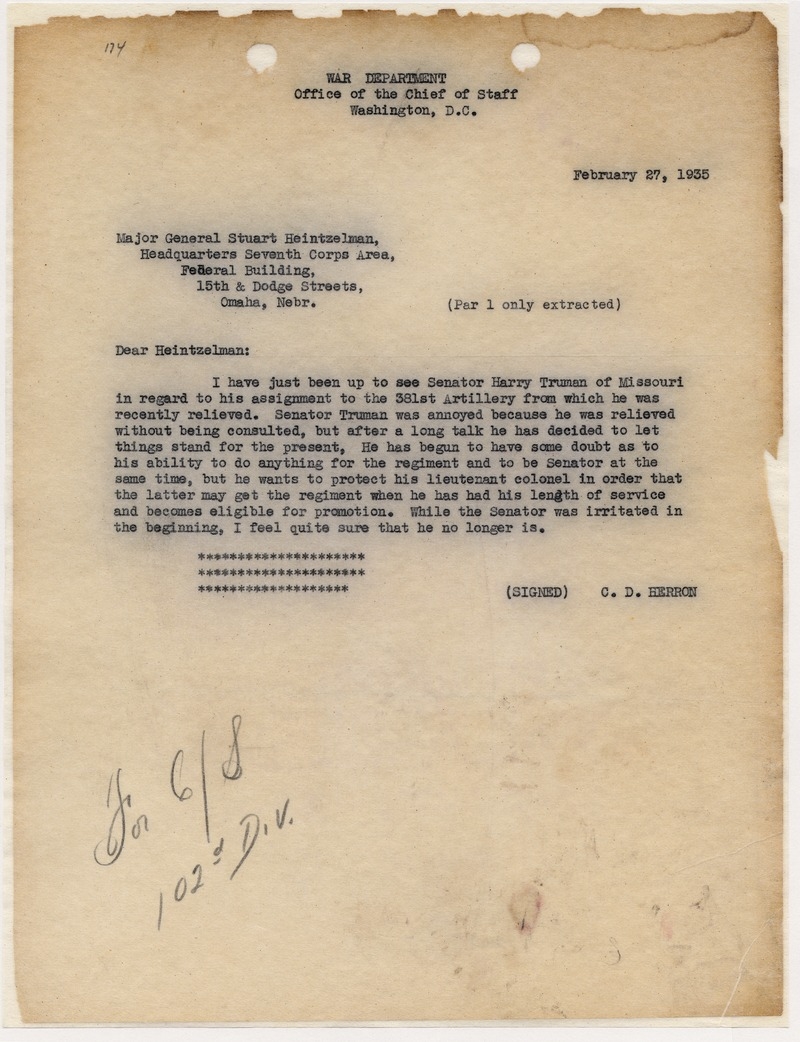 174
WAR DEPARTMENT
Office of the Chief of Staff
Washington, D.C.
February 27, 1935
Major General Stuart Heintzelman,
Headquarters Seventh Corps Area,
Federal Building,
15th & Dodge Streets,
Omaha, Nebr.
(Par 1 only extracted)
Dear Heintzelman:
I have just been up to see Senator Harry Truman of Missouri
in regard to his assignment to the 381st Artillery from which he was
recently relieved. Senator Truman was annoyed because he was relieved
without being consulted, but after a long talk he has decided to let
things stand for the present, He has begun to have some doubt as to
his ability to do anything for the regiment and to be Senator at the
same time, but he wants to protect his lieutenant colonel in order that
the latter may get the regiment when he has had his length of service
and becomes eligible for promotion. While the Senator was irritated in
the beginning, I feel quite sure that he no longer is.
*********************
*********************
*******************
(SIGNED) C. D. HERRON
For C/S
102d Div.